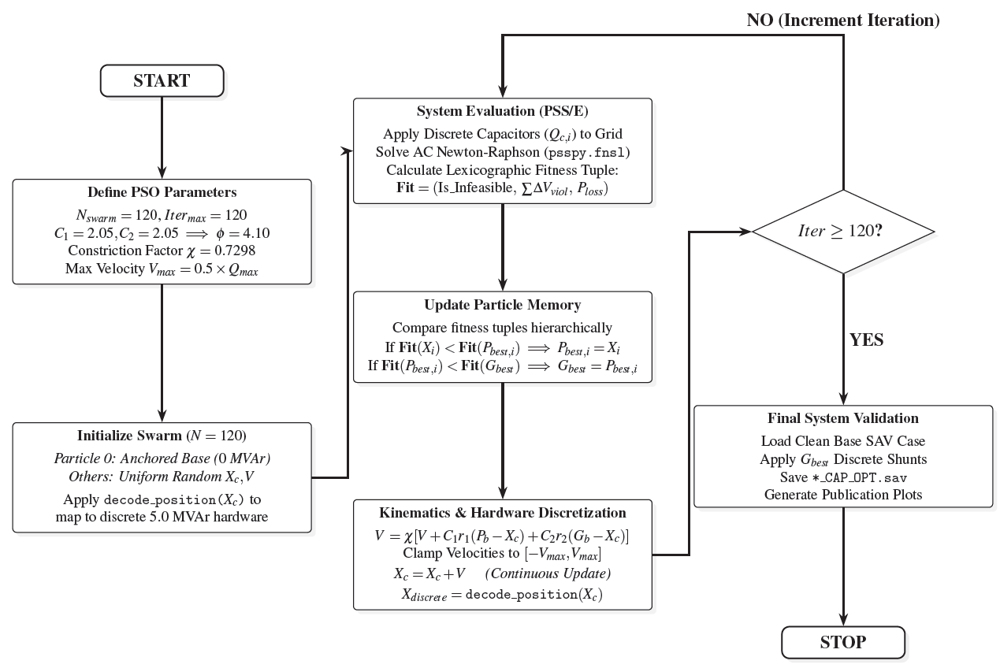 START
Define PSO Parameters
N_swarm = 120, Iter_max = 120
C_1 = 2.05, C_2 = 2.05 ⟹ ϕ = 4.10
Constriction Factor χ = 0.7298
Max Velocity V_max = 0.5 × Q_max
Initialize Swarm (N = 120)
Particle 0: Anchored Base (0 MVAr)
Others: Uniform Random X_c, V
Apply decode_position(X_c) to
map to discrete 5.0 MVAr hardware
System Evaluation (PSS/E)
Apply Discrete Capacitors (Q_c,i) to Grid
Solve AC Newton-Raphson (psspy.fnsl)
Calculate Lexicographic Fitness Tuple:
Fit = (Is_Infeasible, ∑ΔV_viol, P_loss)
Update Particle Memory
Compare fitness tuples hierarchically
If Fit(X_i) < Fit(P_best,i) ⟹ P_best,i = X_i
If Fit(P_best,i) < Fit(G_best) ⟹ G_best = P_best,i
Kinematics & Hardware Discretization
V = χ[V + C_1r_1(P_b − X_c) + C_2r_2(G_b − X_c)]
Clamp Velocities to [−V_max, V_max]
X_c = X_c + V (Continuous Update)
X_discrete = decode_position(X_c)
NO (Increment Iteration)
Iter ≥ 120?
YES
Final System Validation
Load Clean Base SAV Case
Apply G_best Discrete Shunts
Save *_CAP_OPT.sav
Generate Publication Plots
STOP